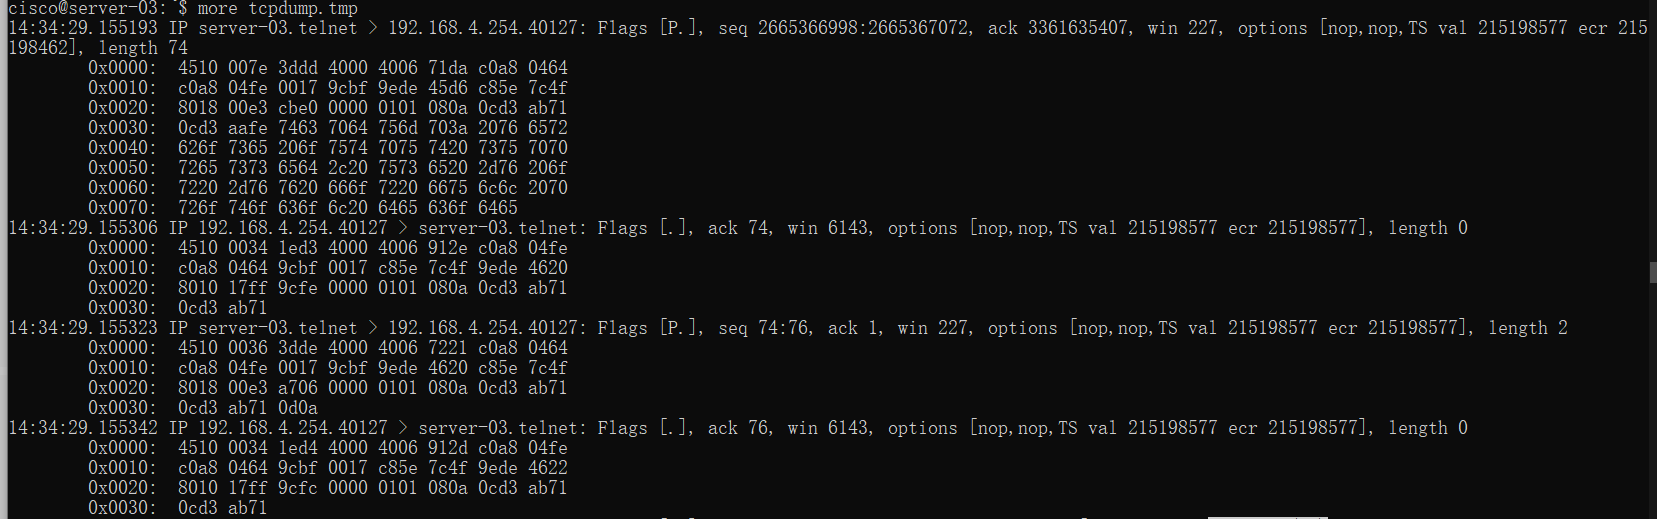 cisco@server-03:~$ more tcpdump.tmp
14:34:29.155193 IP server-03.telnet > 192.168.4.254.40127: Flags [P.], seq 2665366998:2665367072, ack 3361635407, win 227, options [nop,nop,TS val 215198577 ecr 215
198462], length 74
0x0000:  4510 007e 3ddd 4000 4006 71da c0a8 0464
0x0010:  c0a8 04fe 0017 9cbf 9ede 45d6 c85e 7c4f
0x0020:  8018 00e3 cbe0 0000 0101 080a 0cd3 ab71
0x0030:  0cd3 aafe 7463 7064 756d 703a 2076 6572
0x0040:  626f 7365 206f 7574 7075 7420 7375 7070
0x0050:  7265 7373 6564 2c20 7573 6520 2d76 206f
0x0060:  7220 2d76 7620 666f 7220 6675 6c6c 2070
0x0070:  726f 746f 636f 6c20 6465 636f 6465
14:34:29.155306 IP 192.168.4.254.40127 > server-03.telnet: Flags [.], ack 74, win 6143, options [nop,nop,TS val 215198577 ecr 215198577], length 0
0x0000:  4510 0034 1ed3 4000 4006 912e c0a8 04fe
0x0010:  c0a8 0464 9cbf 0017 c85e 7c4f 9ede 4620
0x0020:  8010 17ff 9cfe 0000 0101 080a 0cd3 ab71
0x0030:  0cd3 ab71
14:34:29.155323 IP server-03.telnet > 192.168.4.254.40127: Flags [P.], seq 74:76, ack 1, win 227, options [nop,nop,TS val 215198577 ecr 215198577], length 2
0x0000:  4510 0036 3dde 4000 4006 7221 c0a8 0464
0x0010:  c0a8 04fe 0017 9cbf 9ede 4620 c85e 7c4f
0x0020:  8018 00e3 a706 0000 0101 080a 0cd3 ab71
0x0030:  0cd3 ab71 0d0a
14:34:29.155342 IP 192.168.4.254.40127 > server-03.telnet: Flags [.], ack 76, win 6143, options [nop,nop,TS val 215198577 ecr 215198577], length 0
0x0000:  4510 0034 1ed4 4000 4006 912d c0a8 04fe
0x0010:  c0a8 0464 9cbf 0017 c85e 7c4f 9ede 4622
0x0020:  8010 17ff 9cfc 0000 0101 080a 0cd3 ab71
0x0030:  0cd3 ab71